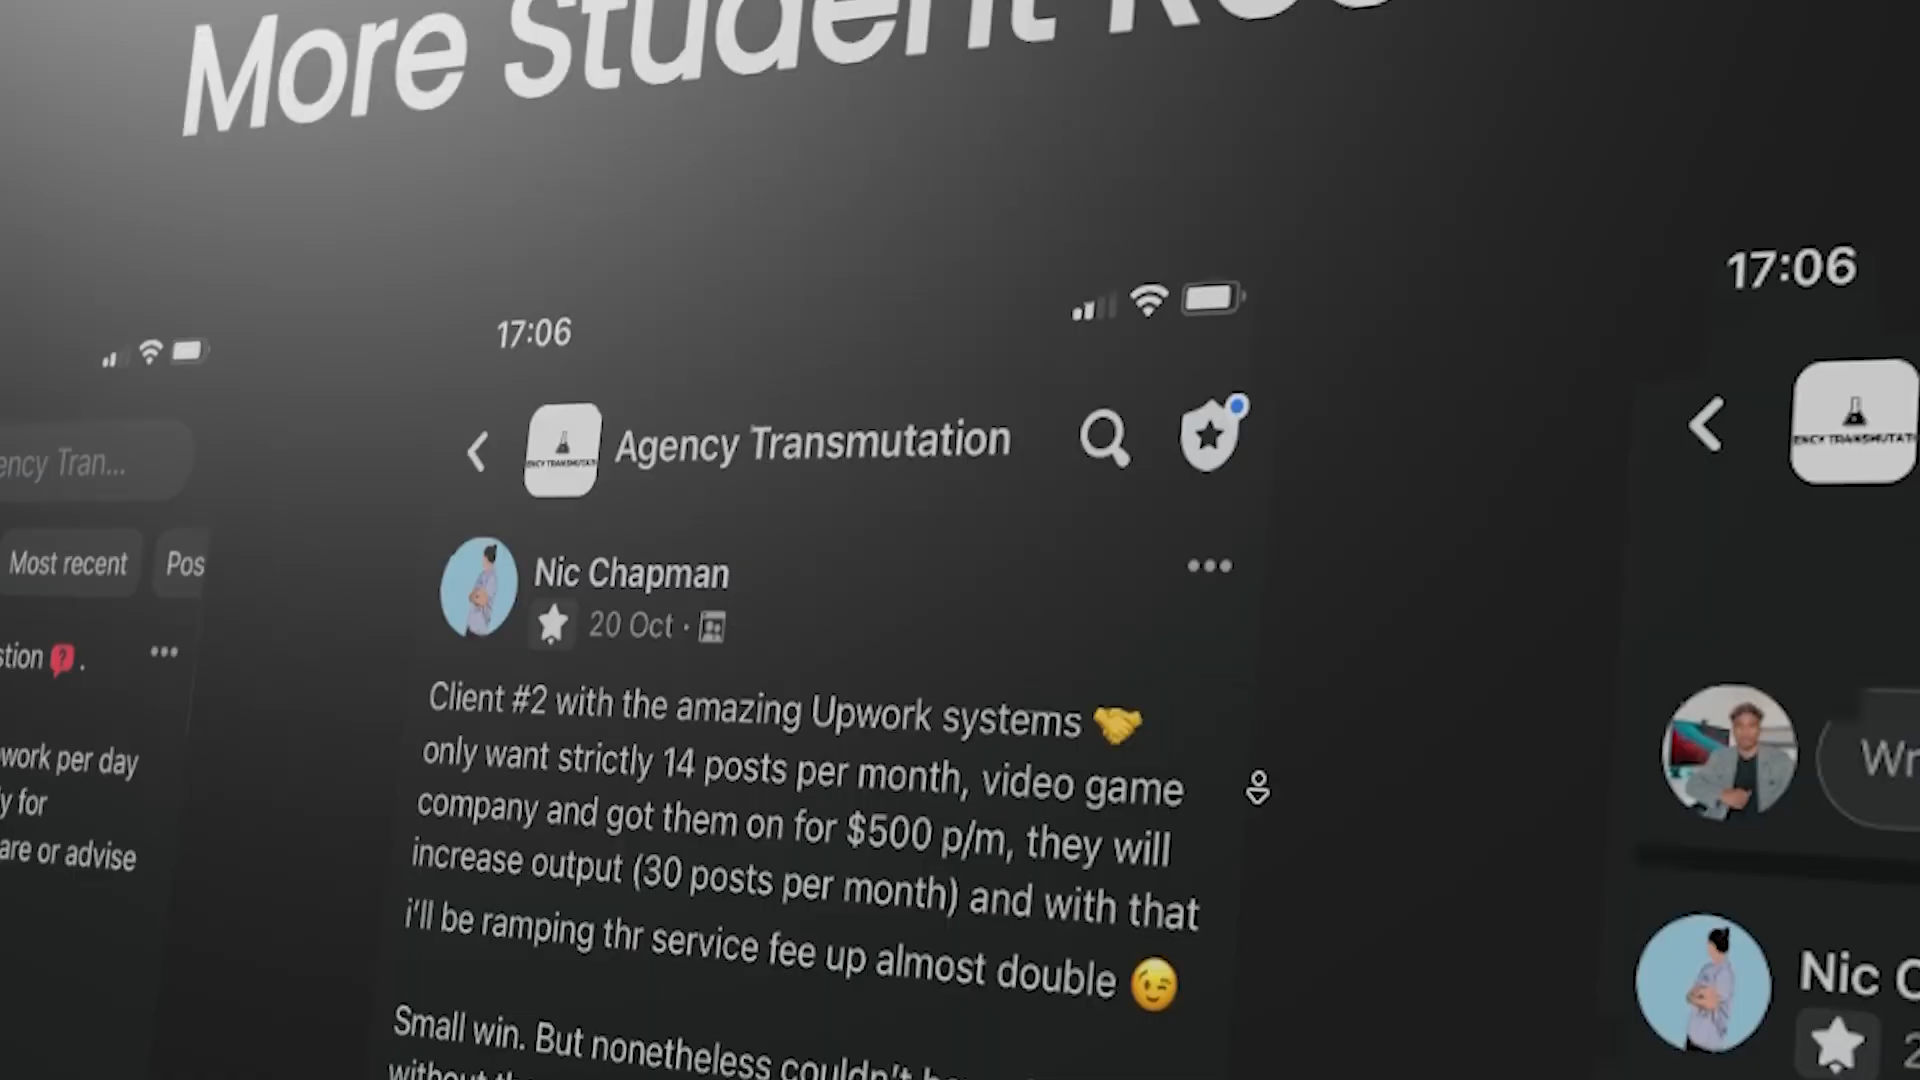 More Student
17:06
17:06
Agency Transmutation
ency Tran...
Most recent
Pos
Nic Chapman
20 Oct ·
stion ❓.
work per day
y for
are or advise
Client #2 with the amazing Upwork systems 🤝
only want strictly 14 posts per month, video game
company and got them on for $500 p/m, they will
increase output (30 posts per month) and with that
i'll be ramping thr service fee up almost double 😉
Small win. But nonetheless couldn't
without
Wr
Nic C